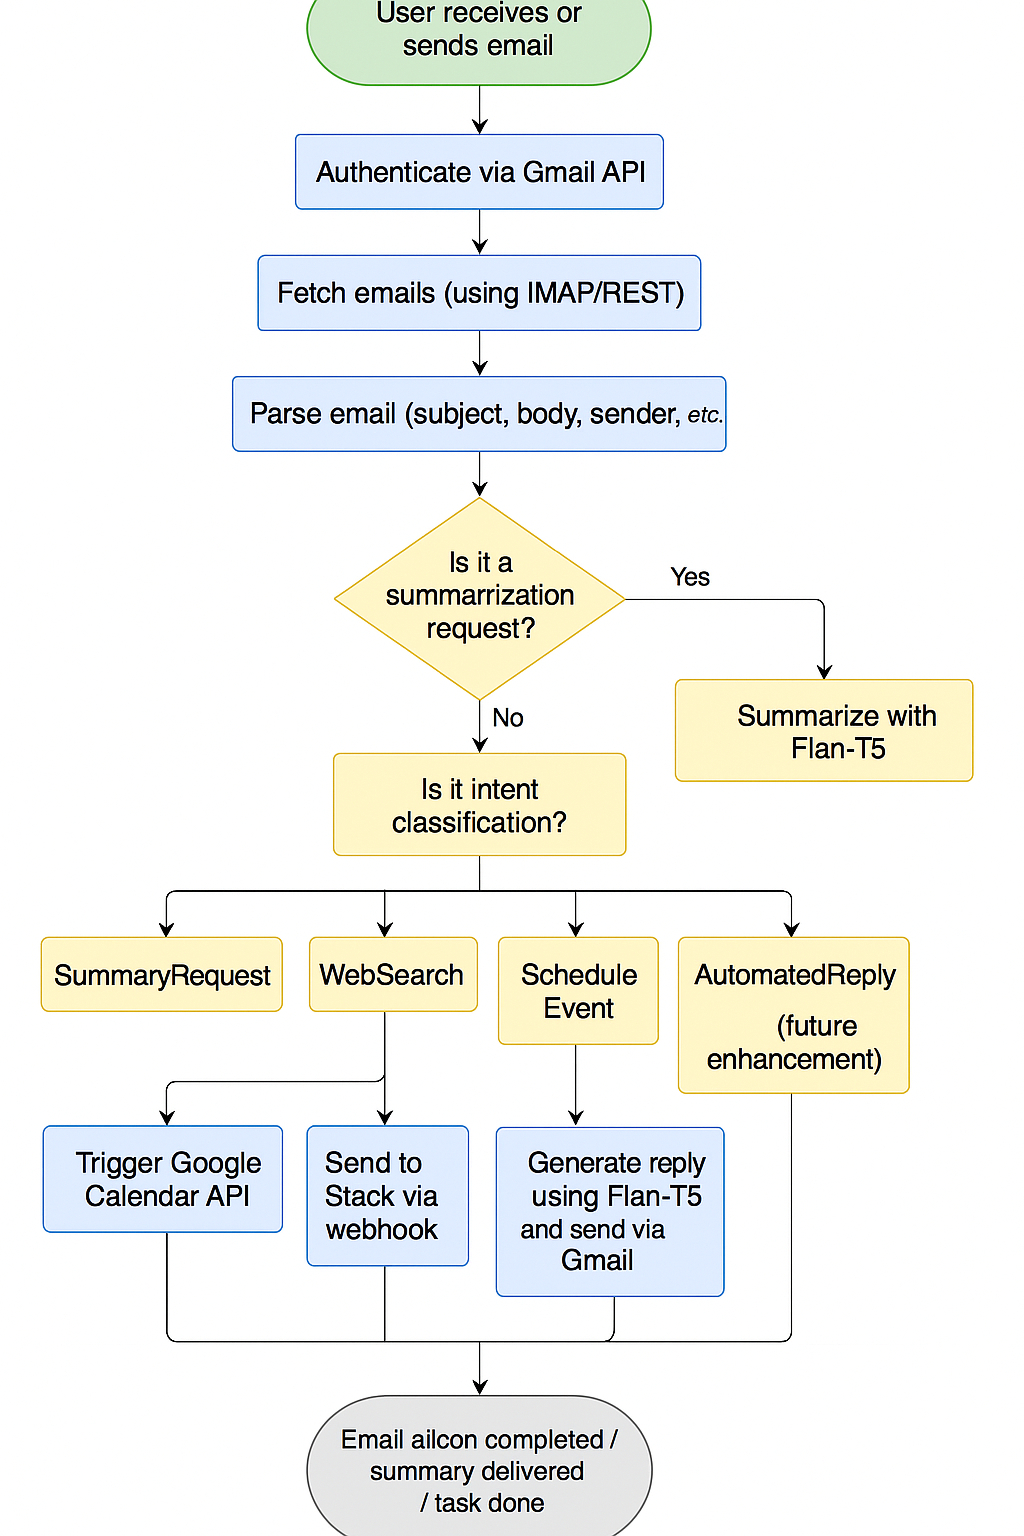 User receives or
sends email
Authenticate via Gmail API
Fetch emails (using IMAP/REST)
Parse email (subject, body, sender, etc.
Is it a
summarrization
request?
Yes
No
Summarize with
Flan-T5
Is it intent
classification?
SummaryRequest
WebSearch
Schedule
Event
AutomatedReply
(future
enhancement)
Trigger Google
Calendar API
Send to
Stack via
webhook
Generate reply
using Flan-T5
and send via
Gmail
Email ailcon completed /
summary delivered
/ task done